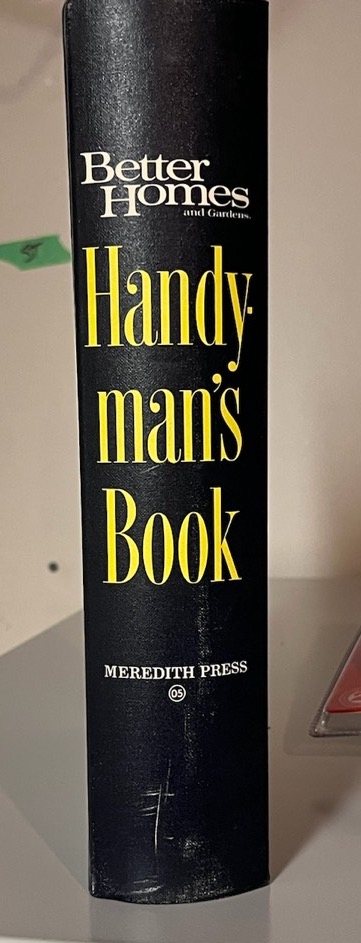 Better
Homes
and Gardens®
Handy-
man's
Book
MEREDITH PRESS
05